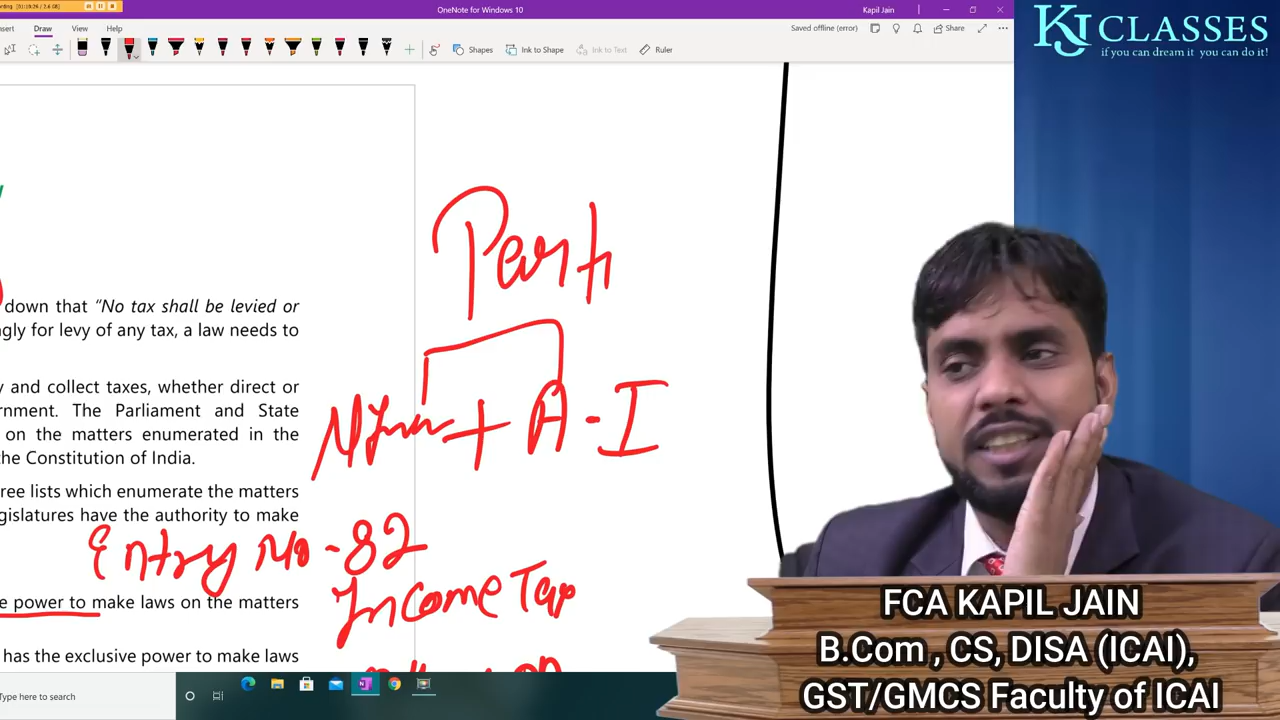 OneNote for Windows 10
Kapil Jain
Insert Draw View Help
Saved offline (error)
Share
Shapes
Ink to Shape
Ink to Text
Ruler
KJ CLASSES
if you can dream it you can do it!
down that "No tax shall be levied or
ngly for levy of any tax, a law needs to
y and collect taxes, whether direct or
ernment. The Parliament and State
on the matters enumerated in the
the Constitution of India.
ree lists which enumerate the matters
gislatures have the authority to make
Entry No - 82
Income Tax
e power to make laws on the matters
has the exclusive power to make laws
+ A - I
Type here to search
FCA KAPIL JAIN
B.Com , CS, DISA (ICAI),
GST/GMCS Faculty of ICAI